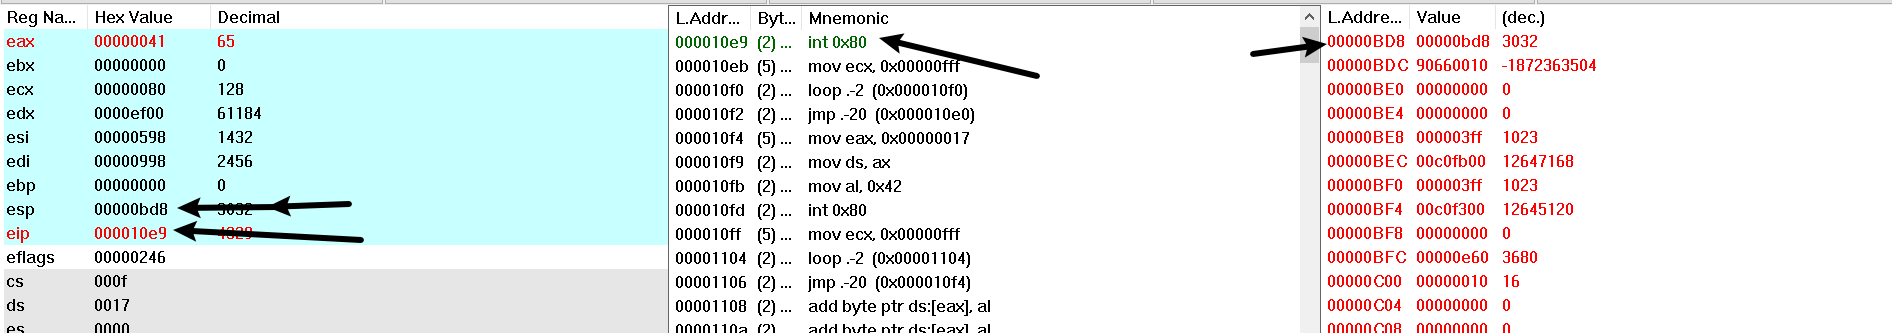 Reg Na... Hex Value Decimal L.Addr... Byt... Mnemonic L.Addre... Value (dec.)
eax 00000041 65 000010e9 (2) ... int 0x80 00000BD8 00000bd8 3032
ebx 00000000 0 000010eb (5) ... mov ecx, 0x00000fff 00000BDC 90660010 -1872363504
ecx 00000080 128 000010f0 (2) ... loop .-2 (0x000010f0) 00000BE0 00000000 0
edx 0000ef00 61184 000010f2 (2) ... jmp .-20 (0x000010e0) 00000BE4 00000000 0
esi 00000598 1432 000010f4 (5) ... mov eax, 0x00000017 00000BE8 000003ff 1023
edi 00000998 2456 000010f9 (2) ... mov ds, ax 00000BEC 00c0fb00 12647168
ebp 00000000 0 000010fb (2) ... mov al, 0x42 00000BF0 000003ff 1023
esp 00000bd8 3032 000010fd (2) ... int 0x80 00000BF4 00c0f300 12645120
eip 000010e9 4329 000010ff (5) ... mov ecx, 0x00000fff 00000BF8 00000000 0
eflags 00000246 00001104 (2) ... loop .-2 (0x00001104) 00000BFC 00000e60 3680
cs 000f 00001106 (2) ... jmp .-20 (0x000010f4) 00000C00 00000010 16
ds 0017 00001108 (2) ... add byte ptr ds:[eax], al 00000C04 00000000 0
es 0000 0000110a (2) ... add byte ptr ds:[eax], al 00000C08 00000000 0